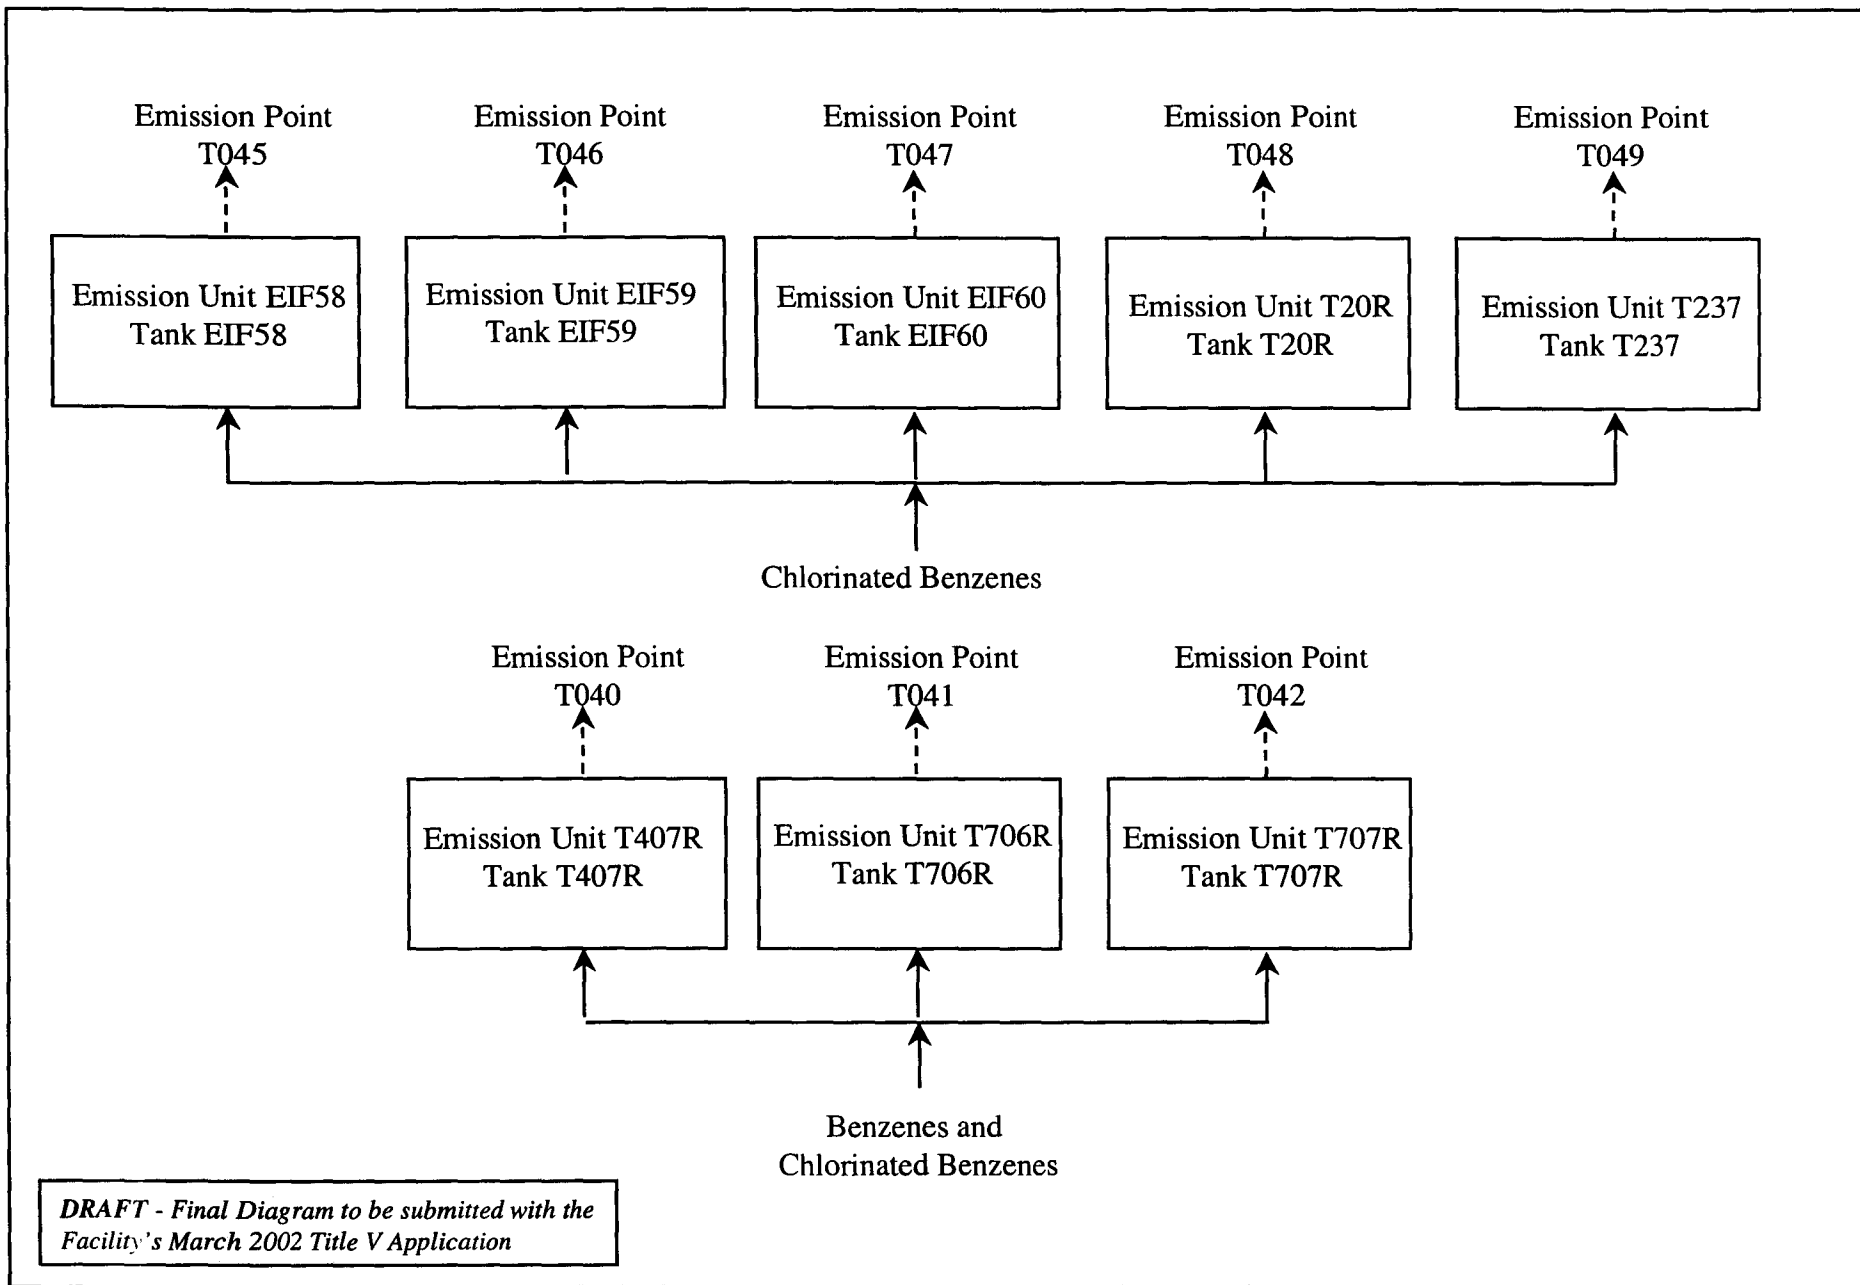 Emission Point
T045
Emission Point
T046
Emission Point
T047
Emission Point
T048
Emission Point
T049
Emission Unit EIF58
Tank EIF58
Emission Unit EIF59
Tank EIF59
Emission Unit EIF60
Tank EIF60
Emission Unit T20R
Tank T20R
Emission Unit T237
Tank T237
Chlorinated Benzenes
Emission Point
T040
Emission Point
T041
Emission Point
T042
Emission Unit T407R
Tank T407R
Emission Unit T706R
Tank T706R
Emission Unit T707R
Tank T707R
Benzenes and
Chlorinated Benzenes
DRAFT - Final Diagram to be submitted with the
Facility's March 2002 Title V Application